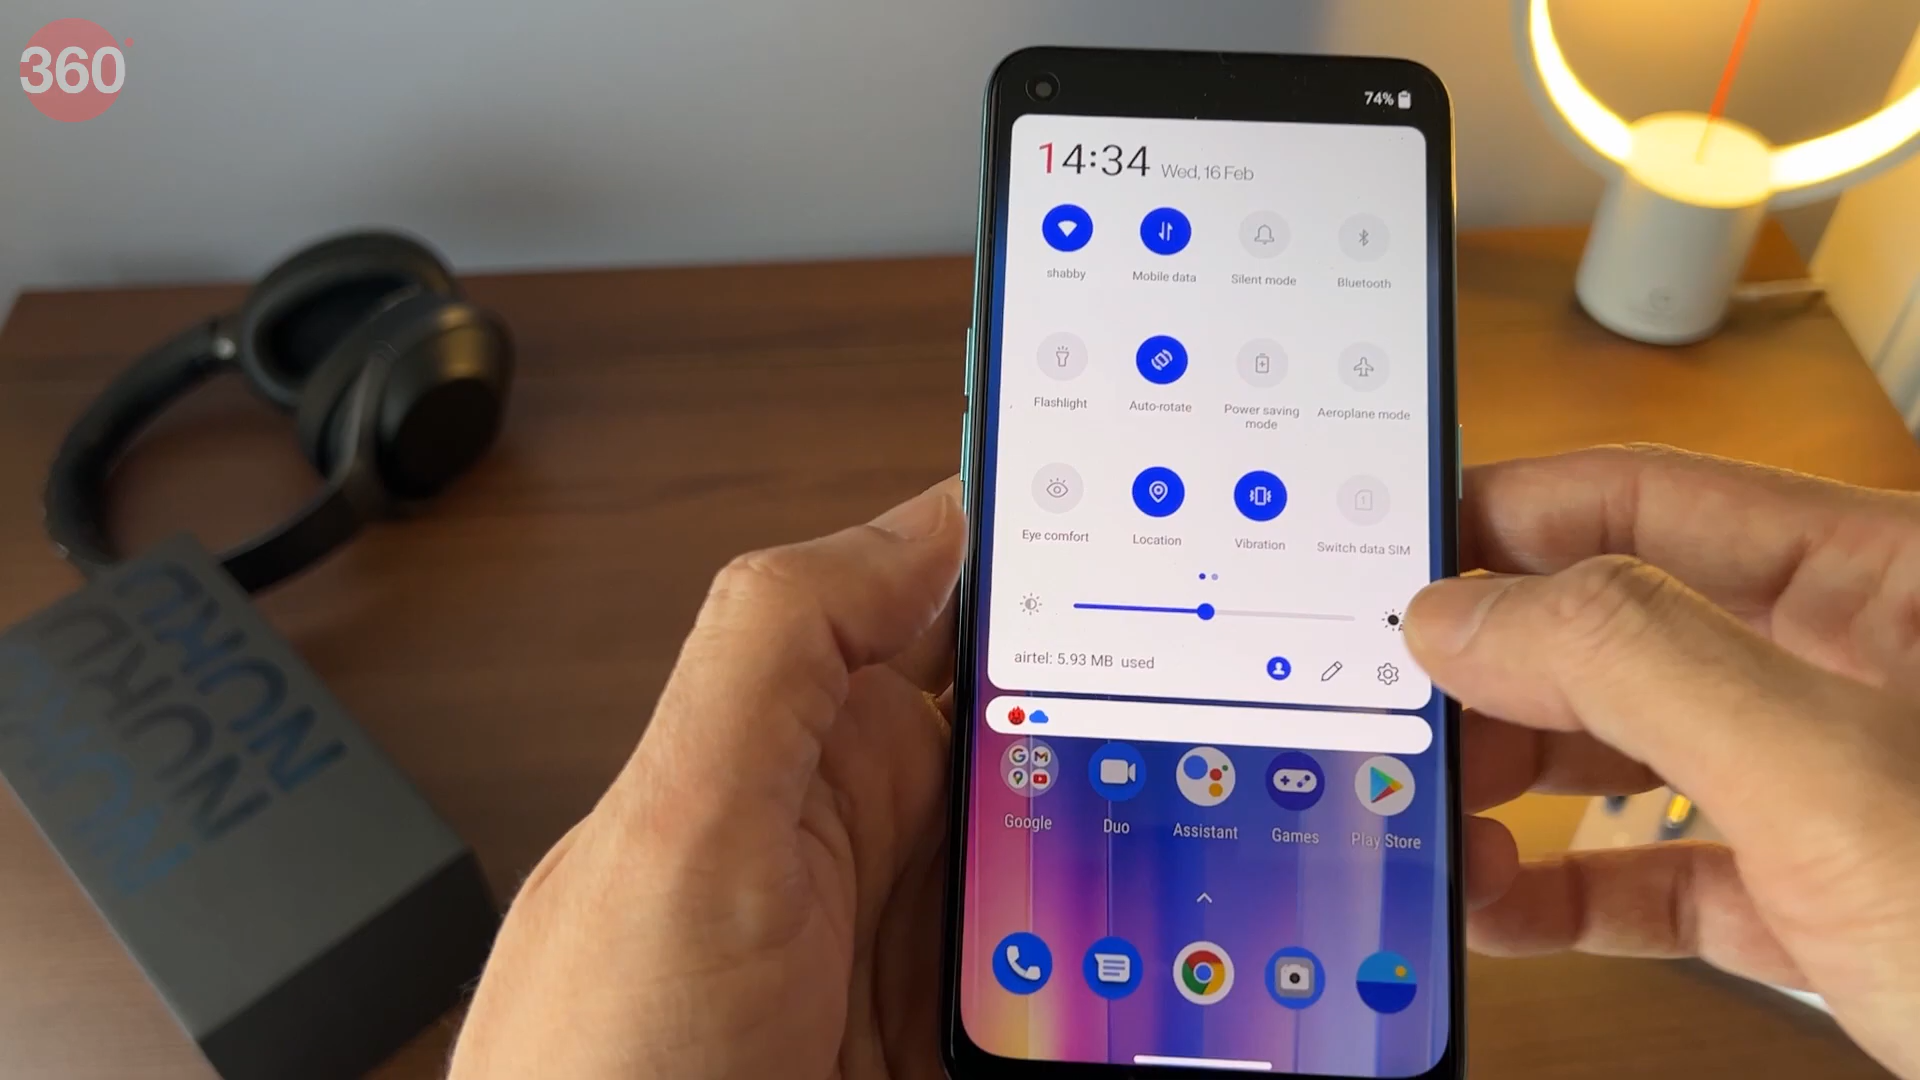 360
74%
14:34 Wed, 16 Feb
shabby
Mobile data
Silent mode
Bluetooth
Flashlight
Auto-rotate
Power saving
mode
Aeroplane mode
Eye comfort
Location
Vibration
Switch data SIM
airtel: 5.93 MB used
Google
Duo
Assistant
Games
Play Store